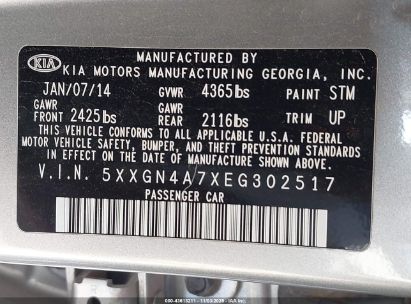 MANUFACTURED BY
KIA KIA MOTORS MANUFACTURING GEORGIA, INC.
JAN/07/14 GVWR 4365lbs PAINT STM
GAWR FRONT 2425lbs GAWR REAR 2116lbs TRIM UP
THIS VEHICLE CONFORMS TO ALL APPLICABLE U.S.A. FEDERAL
MOTOR VEHICLE SAFETY, BUMPER, AND THEFT PREVENTION STANDARDS
IN EFFECT ON THE DATE OF MANUFACTURE SHOWN ABOVE.
V.I.N. 5XXGN4A7XEG302517
PASSENGER CAR